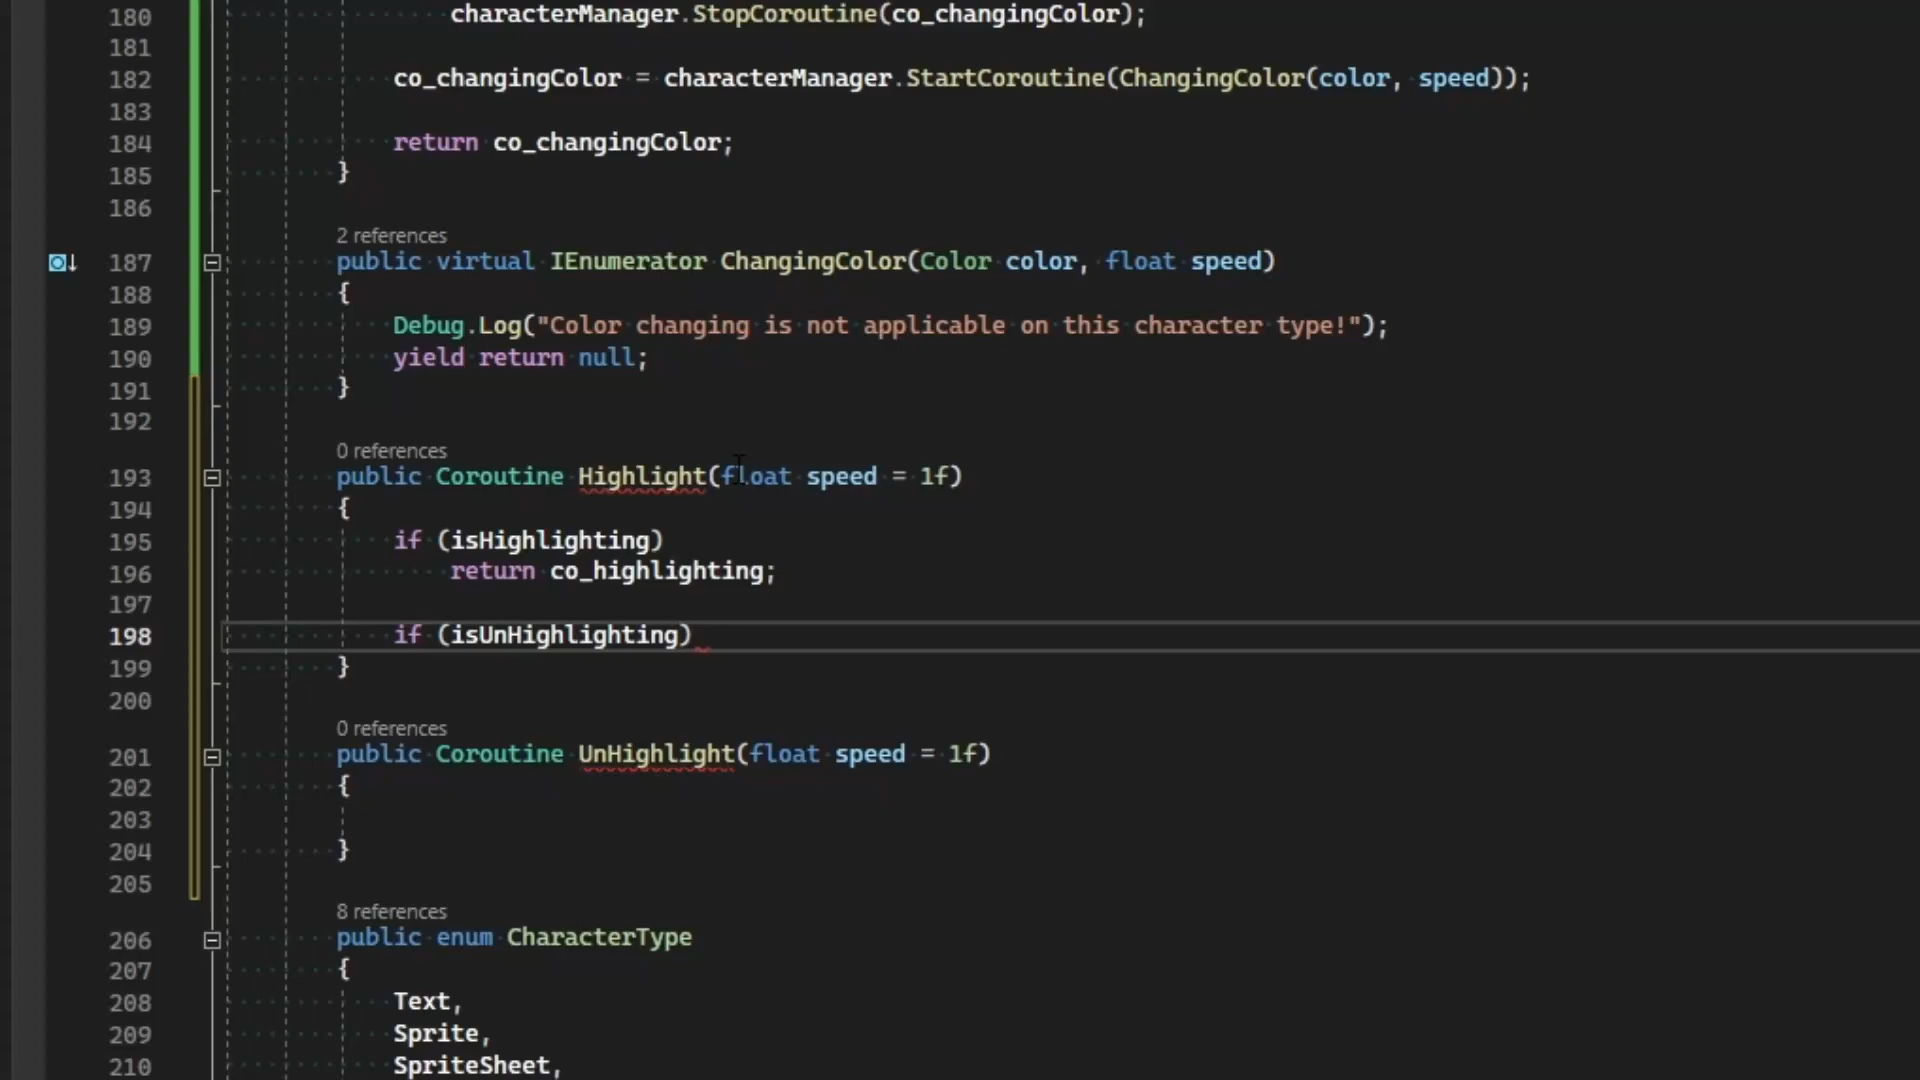 180 characterManager.StopCoroutine(co_changingColor);
181
182 co_changingColor = characterManager.StartCoroutine(ChangingColor(color, speed));
183
184 return co_changingColor;
185 }
186
2 references
187 public virtual IEnumerator ChangingColor(Color color, float speed)
188 {
189 Debug.Log("Color changing is not applicable on this character type!");
190 yield return null;
191 }
192
0 references
193 public Coroutine Highlight(float speed = 1f)
194 {
195 if (isHighlighting)
196 return co_highlighting;
197
198 if (isUnHighlighting)
199 }
200
0 references
201 public Coroutine UnHighlight(float speed = 1f)
202 {
203
204 }
205
8 references
206 public enum CharacterType
207 {
208 Text,
209 Sprite,
210 SpriteSheet,